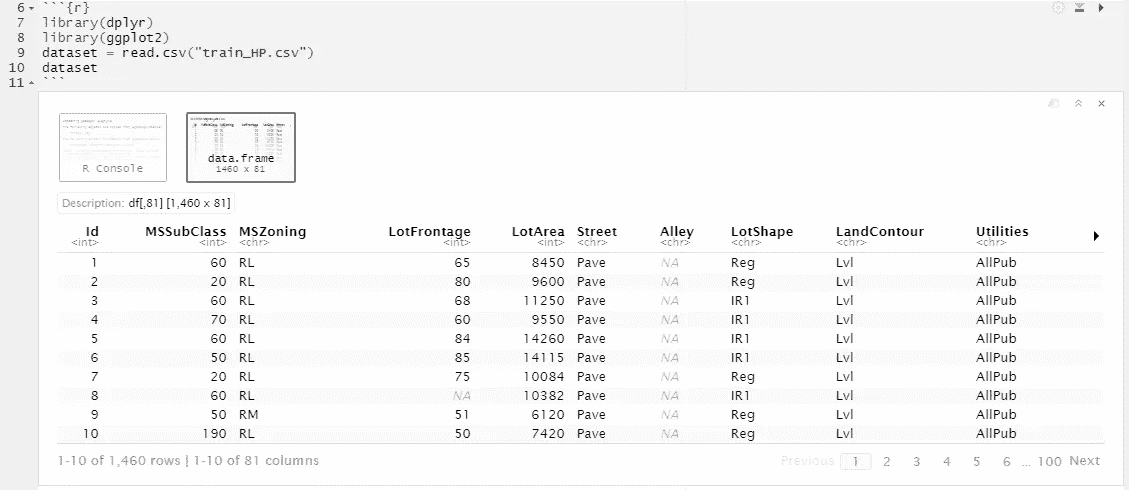 6 ```{r}
7 library(dplyr)
8 library(ggplot2)
9 dataset = read.csv("train_HP.csv")
10 dataset
11 ```
R Console
data.frame
1460 x 81
Description: df[,81] [1,460 x 81]
Id MSSubClass MSZoning LotFrontage LotArea Street Alley LotShape LandContour Utilities
<int> <int> <chr> <int> <int> <chr> <chr> <chr> <chr> <chr>
1 60 RL 65 8450 Pave NA Reg Lvl AllPub
2 20 RL 80 9600 Pave NA Reg Lvl AllPub
3 60 RL 68 11250 Pave NA IR1 Lvl AllPub
4 70 RL 60 9550 Pave NA IR1 Lvl AllPub
5 60 RL 84 14260 Pave NA IR1 Lvl AllPub
6 50 RL 85 14115 Pave NA IR1 Lvl AllPub
7 20 RL 75 10084 Pave NA Reg Lvl AllPub
8 60 RL NA 10382 Pave NA IR1 Lvl AllPub
9 50 RM 51 6120 Pave NA Reg Lvl AllPub
10 190 RL 50 7420 Pave NA Reg Lvl AllPub
1-10 of 1,460 rows | 1-10 of 81 columns Previous 1 2 3 4 5 6 ... 100 Next